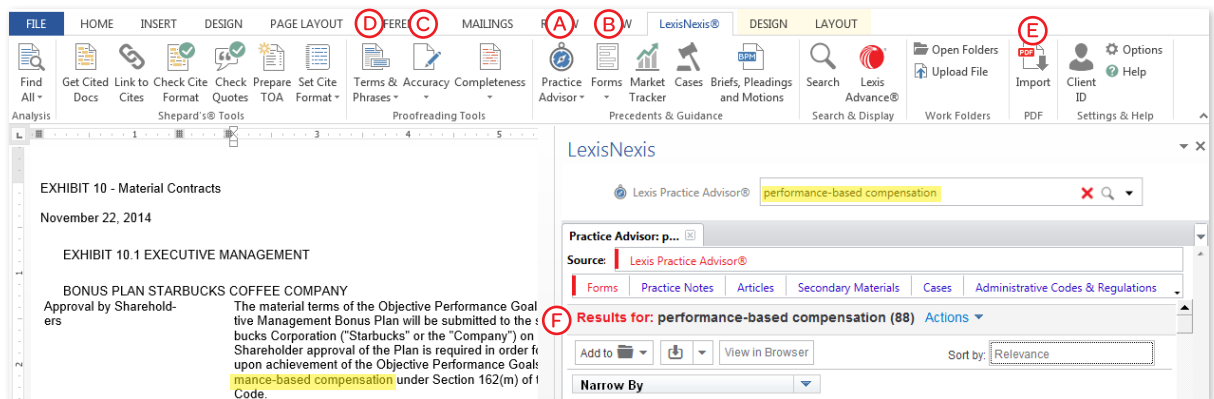 FILE HOME INSERT DESIGN PAGE LAYOUT MAILINGS LexisNexis® DESIGN LAYOUT
D C A B E
Find All
Get Cited Docs
Link to Cites
Check Cite Format
Check Quotes
Prepare TOA
Set Cite Format
Terms & Phrases
Accuracy
Completeness
Practice Advisor
Forms
Market Tracker
Cases
BPM
Briefs, Pleadings and Motions
Search
Lexis Advance®
Open Folders
Upload File
PDF
Import
Client ID
Options
Help
Analysis Shepard's® Tools Proofreading Tools Precedents & Guidance Search & Display Work Folders PDF Settings & Help
L 1 3 4 5
1
2
EXHIBIT 10 - Material Contracts
November 22, 2014
EXHIBIT 10.1 EXECUTIVE MANAGEMENT
BONUS PLAN STARBUCKS COFFEE COMPANY
Approval by Sharehold-
ers
The material terms of the Objective Performance Goal
tive Management Bonus Plan will be submitted to the s
bucks Corporation ("Starbucks" or the "Company") on
Shareholder approval of the Plan is required in order fo
upon achievement of the Objective Performance Goals
mance-based compensation under Section 162(m) of t
Code.
LexisNexis
Lexis Practice Advisor® performance-based compensation
Practice Advisor: p...
Source: Lexis Practice Advisor®
Forms Practice Notes Articles Secondary Materials Cases Administrative Codes & Regulations
F Results for: performance-based compensation (88) Actions
Add to View in Browser Sort by: Relevance
Narrow By